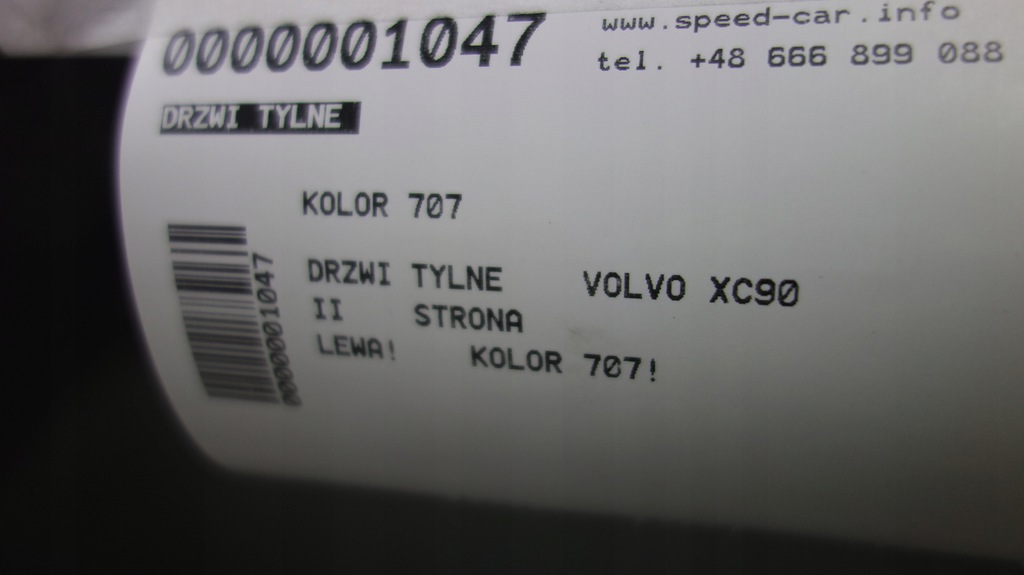 0000001047
www.speed-car.info
tel. +48 666 899 088
DRZWI TYLNE
KOLOR 707
0000001047
DRZWI TYLNE VOLVO XC90
II STRONA
LEWA! KOLOR 707!